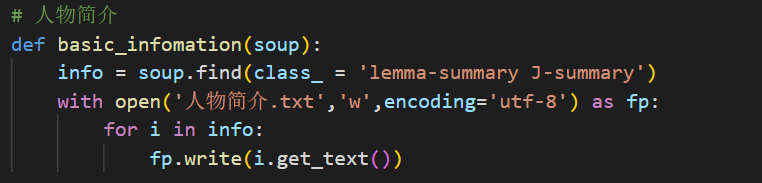 # 人物简介
def basic_infomation(soup):
    info = soup.find(class_ = 'lemma-summary J-summary')
    with open('人物简介.txt','w',encoding='utf-8') as fp:
        for i in info:
            fp.write(i.get_text())